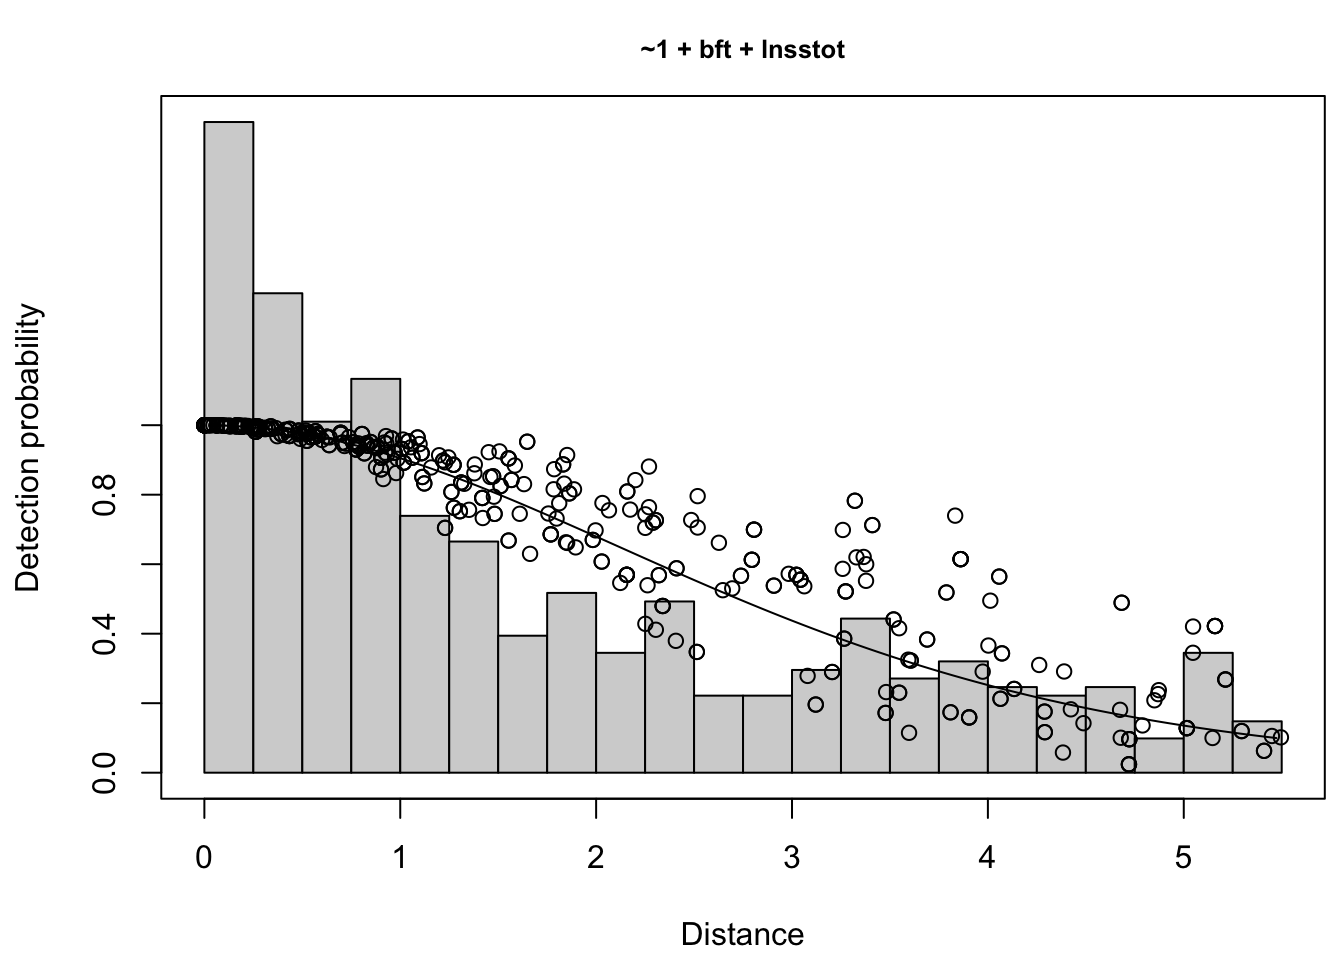 ~1 + bft + lnsstot
Detection probability
0.8
0.4
0.0
0 1 2 3 4 5
Distance